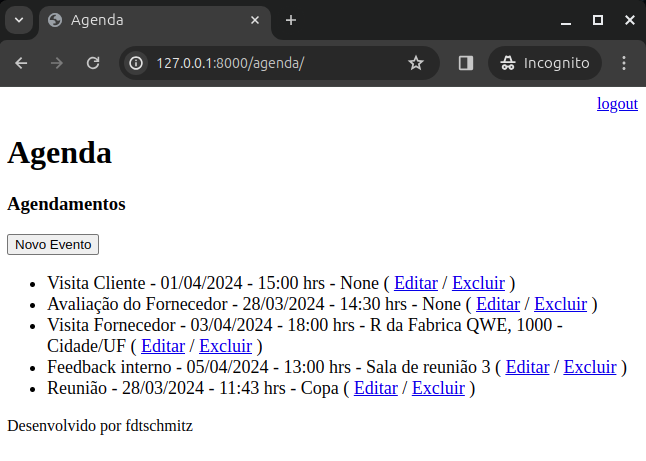 Agenda
127.0.0.1:8000/agenda/
Incognito
logout
Agenda
Agendamentos
Novo Evento
Visita Cliente - 01/04/2024 - 15:00 hrs - None ( Editar / Excluir )
Avaliação do Fornecedor - 28/03/2024 - 14:30 hrs - None ( Editar / Excluir )
Visita Fornecedor - 03/04/2024 - 18:00 hrs - R da Fabrica QWE, 1000 -
Cidade/UF ( Editar / Excluir )
Feedback interno - 05/04/2024 - 13:00 hrs - Sala de reunião 3 ( Editar / Excluir )
Reunião - 28/03/2024 - 11:43 hrs - Copa ( Editar / Excluir )
Desenvolvido por fdtschmitz